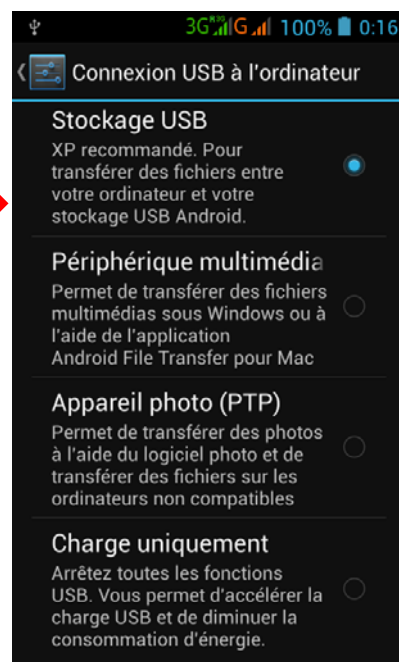 3G G 100% 0:16
Connexion USB à l'ordinateur
Stockage USB
XP recommandé. Pour
transférer des fichiers entre
votre ordinateur et votre
stockage USB Android.
Périphérique multimédia
Permet de transférer des fichiers
multimédias sous Windows ou à
l'aide de l'application
Android File Transfer pour Mac
Appareil photo (PTP)
Permet de transférer des photos
à l'aide du logiciel photo et de
transférer des fichiers sur les
ordinateurs non compatibles
Charge uniquement
Arrêtez toutes les fonctions
USB. Vous permet d'accélérer la
charge USB et de diminuer la
consommation d'énergie.